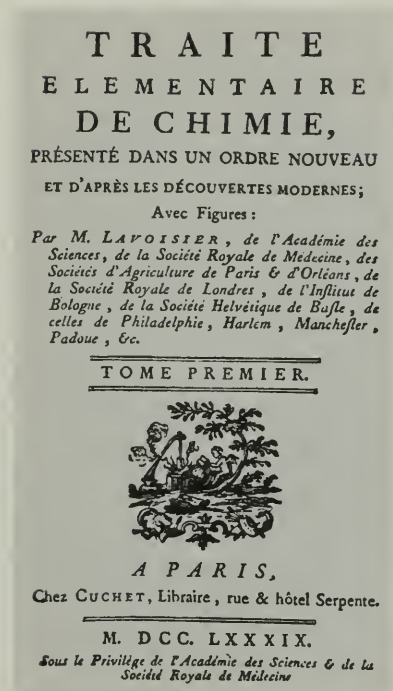 TRAITE
ELEMENTAIRE
DE CHIMIE,
PRÉSENTÉ DANS UN ORDRE NOUVEAU
ET D'APRÈS LES DÉCOUVERTES MODERNES;
Avec Figures :
Par M. LAVOISIER, de l'Académie des
Sciences, de la Société Royale de Médecine, des
Sociétés d'Agriculture de Paris & d'Orléans, de
la Société Royale de Londres, de l'Inſtitut de
Bologne, de la Société Helvétique de Baſle, de
celles de Philadelphie, Harlem, Mancheſter,
Padoue, &c.
TOME PREMIER.
A PARIS,
Chez CUCHET, Libraire, rue & hôtel Serpente.
M. DCC. LXXXIX.
Sous le Privilège de l'Académie des Sciences & de la
Société Royale de Médecine